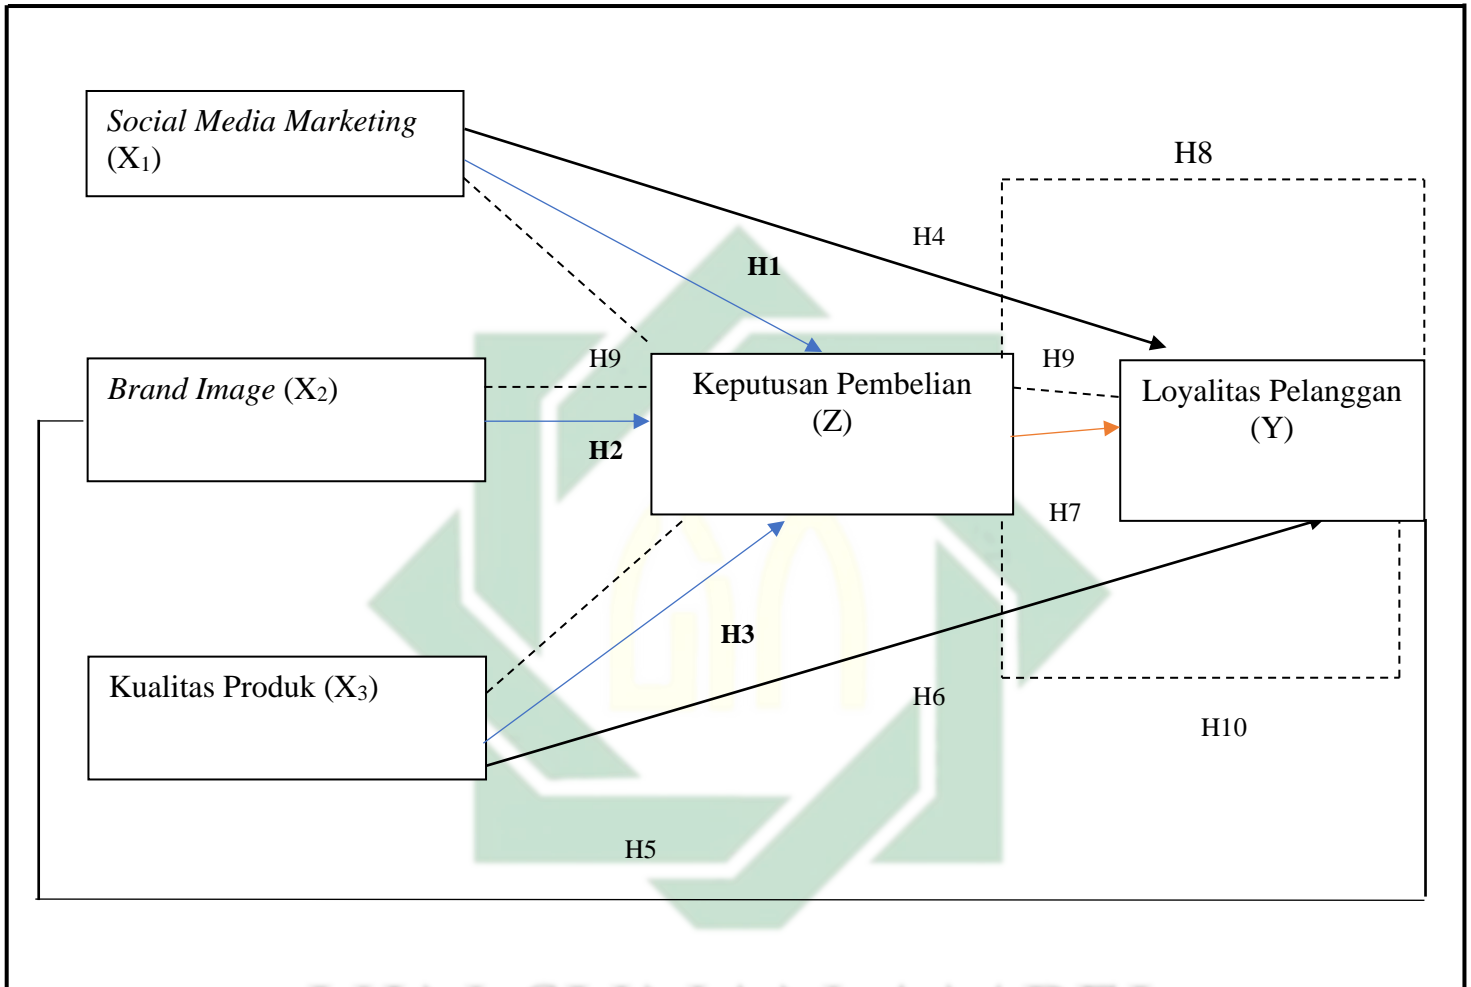 Social Media Marketing
(X₁)
H8
H4
H1
H9
H9
Brand Image (X₂)
Keputusan Pembelian
(Z)
Loyalitas Pelanggan
(Y)
H2
H7
H3
Kualitas Produk (X₃)
H6
H10
H5